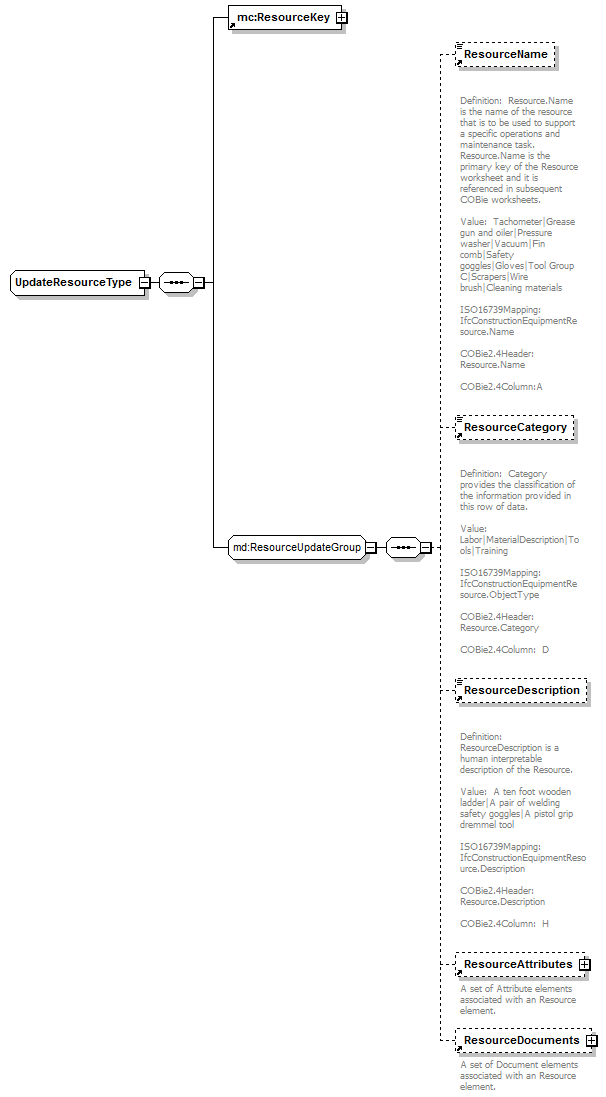 mc:ResourceKey
ResourceName
Definition:  Resource.Name
is the name of the resource
that is to be used to support
a specific operations and
maintenance task.
Resource.Name is the
primary key of the Resource
worksheet and it is
referenced in subsequent
COBie worksheets.
Value:  Tachometer|Grease
gun and oiler|Pressure
washer|Vacuum|Fin
comb|Safety
goggles|Gloves|Tool Group
C|Scrapers|Wire
brush|Cleaning materials
ISO16739Mapping:
IfcConstructionEquipmentRe
source.Name
COBie2.4Header:
Resource.Name
COBie2.4Column:A
UpdateResourceType
ResourceCategory
Definition:  Category
provides the classification of
the information provided in
this row of data.
Value:
Labor|MaterialDescription|To
ols|Training
ISO16739Mapping:
IfcConstructionEquipmentRe
source.ObjectType
COBie2.4Header:
Resource.Category
COBie2.4Column:  D
md:ResourceUpdateGroup
ResourceDescription
Definition:
ResourceDescription is a
human interpretable
description of the Resource.
Value:  A ten foot wooden
ladder|A pair of welding
safety goggles|A pistol grip
dremmel tool
ISO16739Mapping:
IfcConstructionEquipmentReso
urce.Description
COBie2.4Header:
Resource.Description
COBie2.4Column:  H
ResourceAttributes
A set of Attribute elements
associated with an Resource
element.
ResourceDocuments
A set of Document elements
associated with an Resource
element.